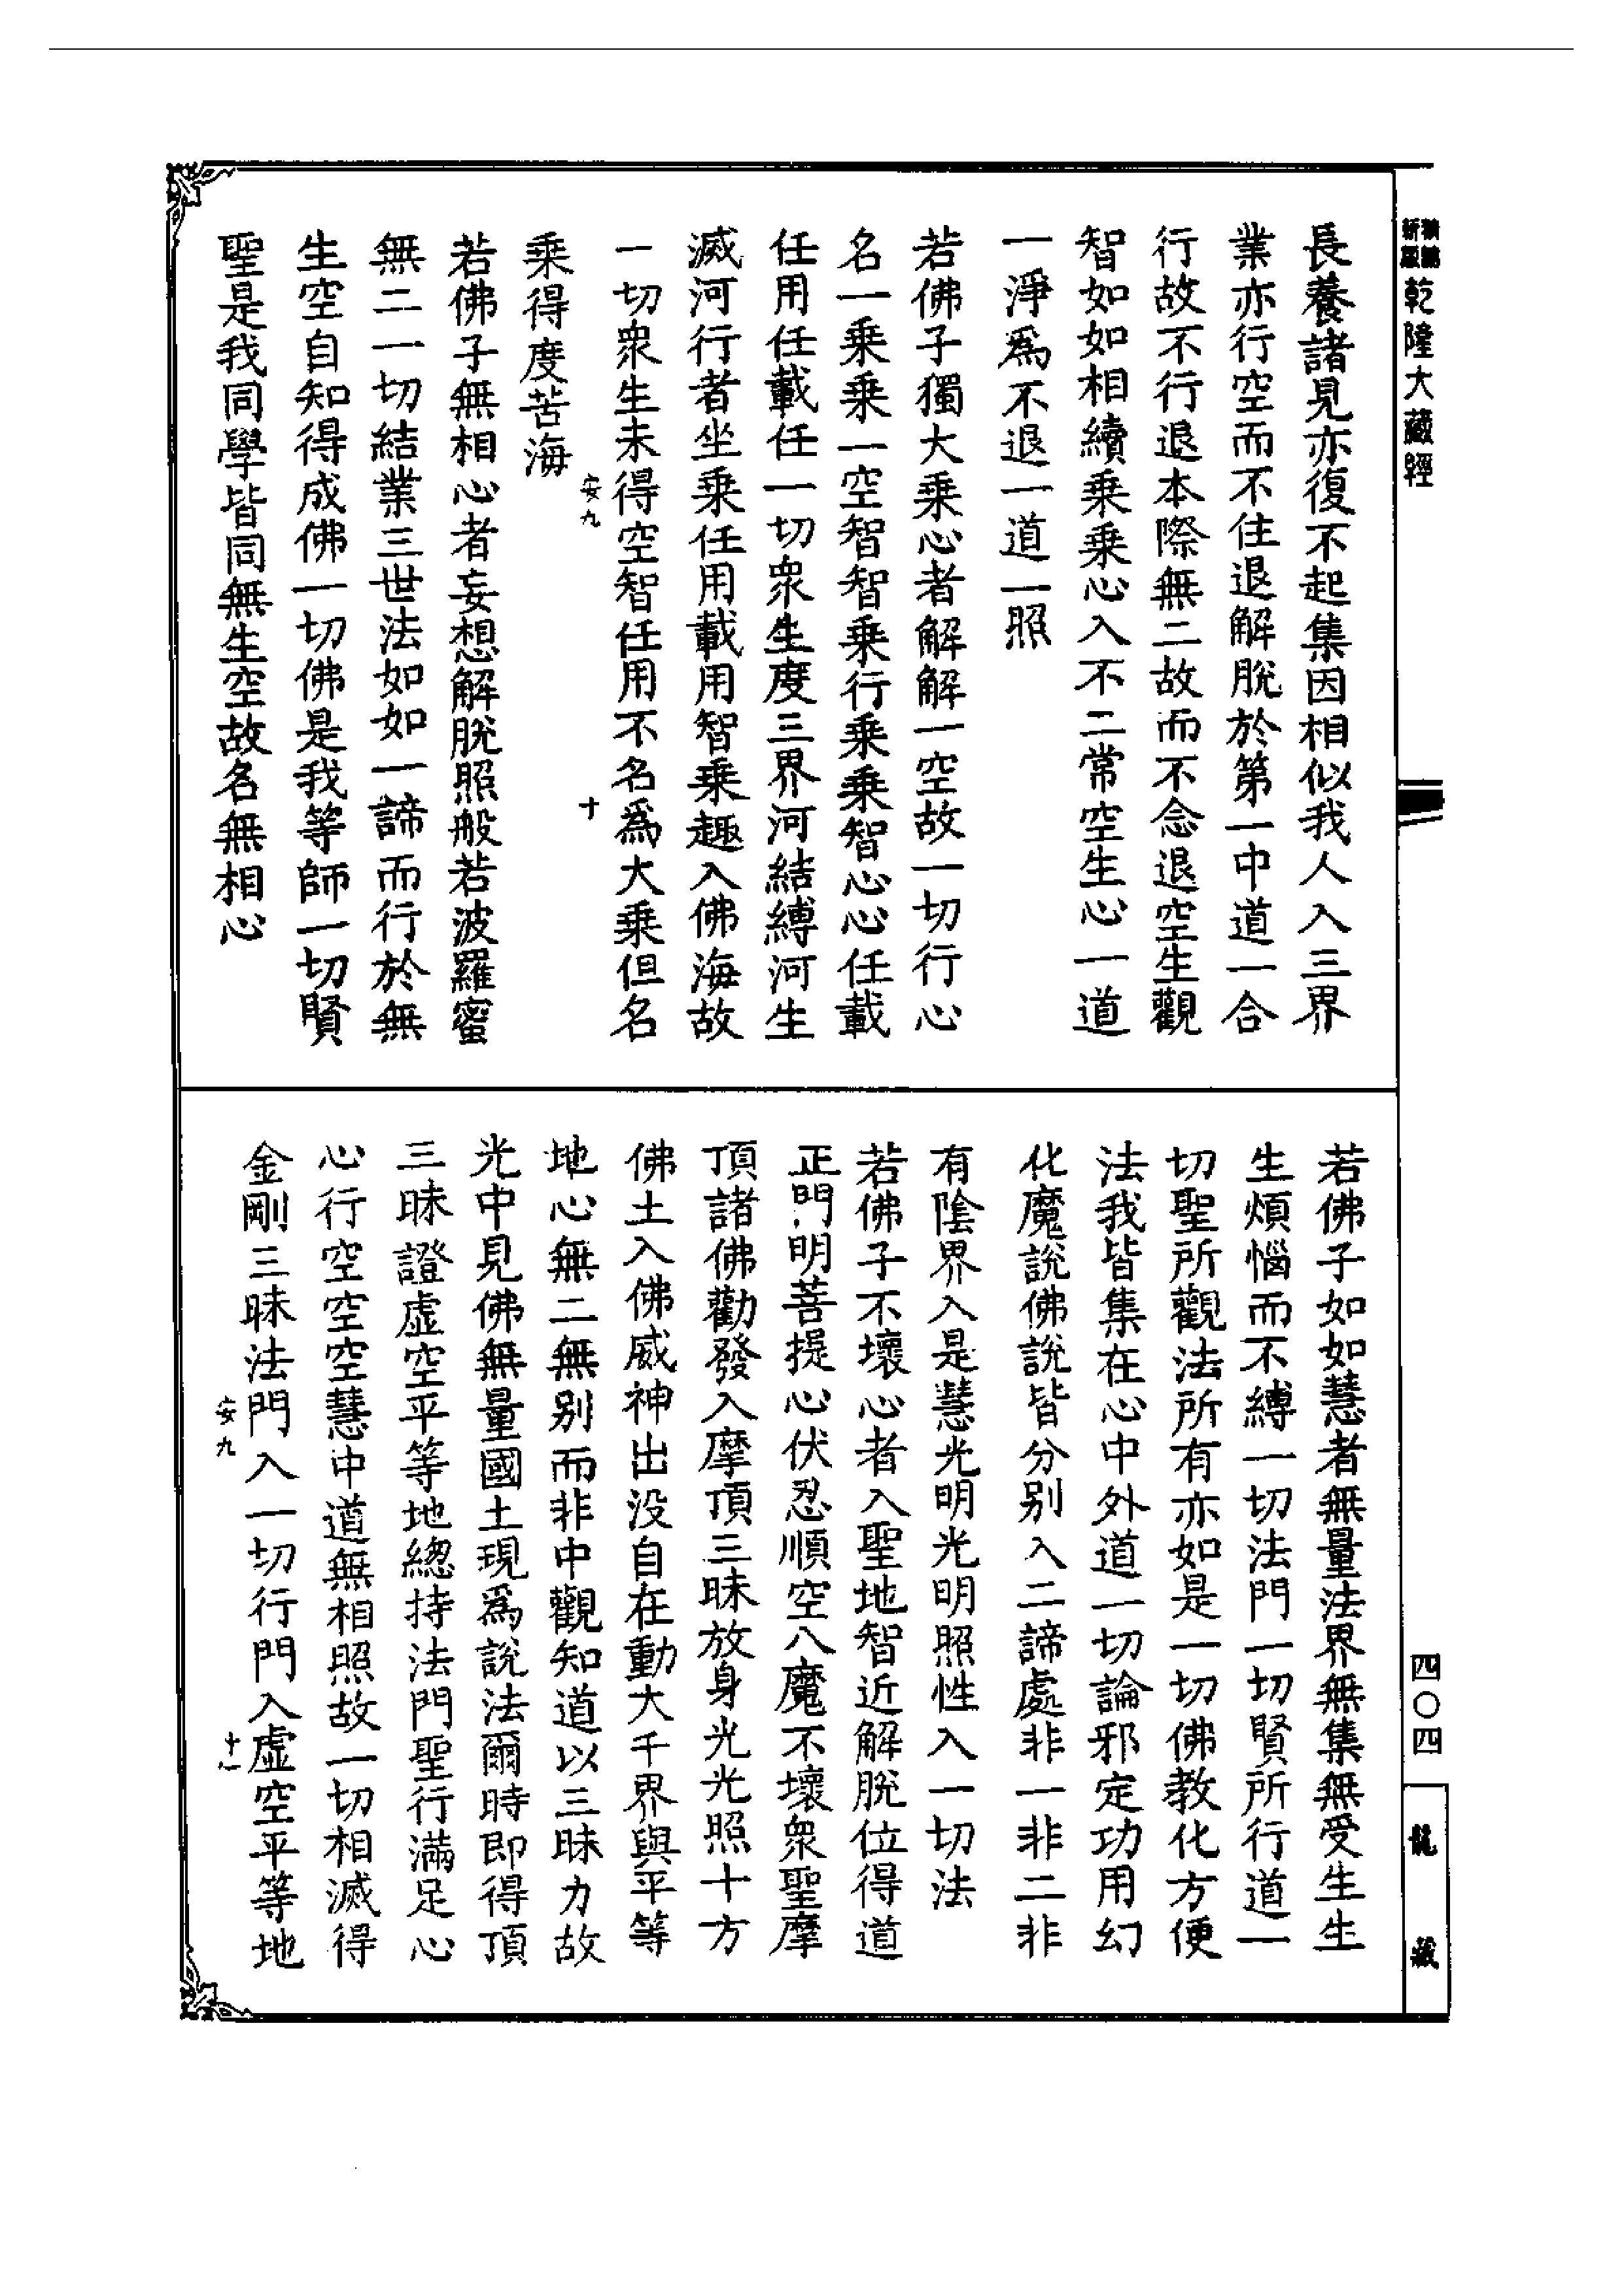 乾隆大藏經
長養諸見亦復不起集因相似我人入三界
業亦行空而不住退解脫於第一中道一合
行故不行退本際無二故而不念退空生觀
智如如相續乘乘心入不二常空生心一道
一淨爲不退一道一照
若佛子獨大乘心者解解一空故一切行心
名一乘乘一空智智乘行乘乘智心心任載
任用任載任一切衆生度三界河結縛河生
滅河行者坐乘任用載用智乘趣入佛海故
一切衆生未得空智任用不名爲大乘但名
安九
十
乘得度苦海
若佛子無相心者妄想解脫照般若波羅蜜
無二一切結業三世法如如一諦而行於無
生空自知得成佛一切佛是我等師一切賢
聖是我同學皆同無生空故名無相心
若佛子如如慧者無量法界無集無受生生
生煩惱而不縛一切法門一切賢所行道一
切聖所觀法所有亦如是一切佛教化方便
法我皆集在心中外道一切論邪定功用幻
化魔說佛說皆分別入二諦處非一非二非
有陰界入是慧光明光明照性入一切法
若佛子不壞心者入聖地智近解脫位得道
正門明菩提心伏忍順空八魔不壞衆聖摩
頂諸佛勸發入摩頂三昧放身光光照十方
佛土入佛威神出没自在動大千界與平等
地心無二無别而非中觀知道以三昧力故
光中見佛無量國土現爲說法爾時即得頂
三昧證虛空平等地總持法門聖行滿足心
心行空空空慧中道無相照故一切相滅得
金剛三昧法門入一切行門入虛空平等地
安九
十一
四〇四
龍藏